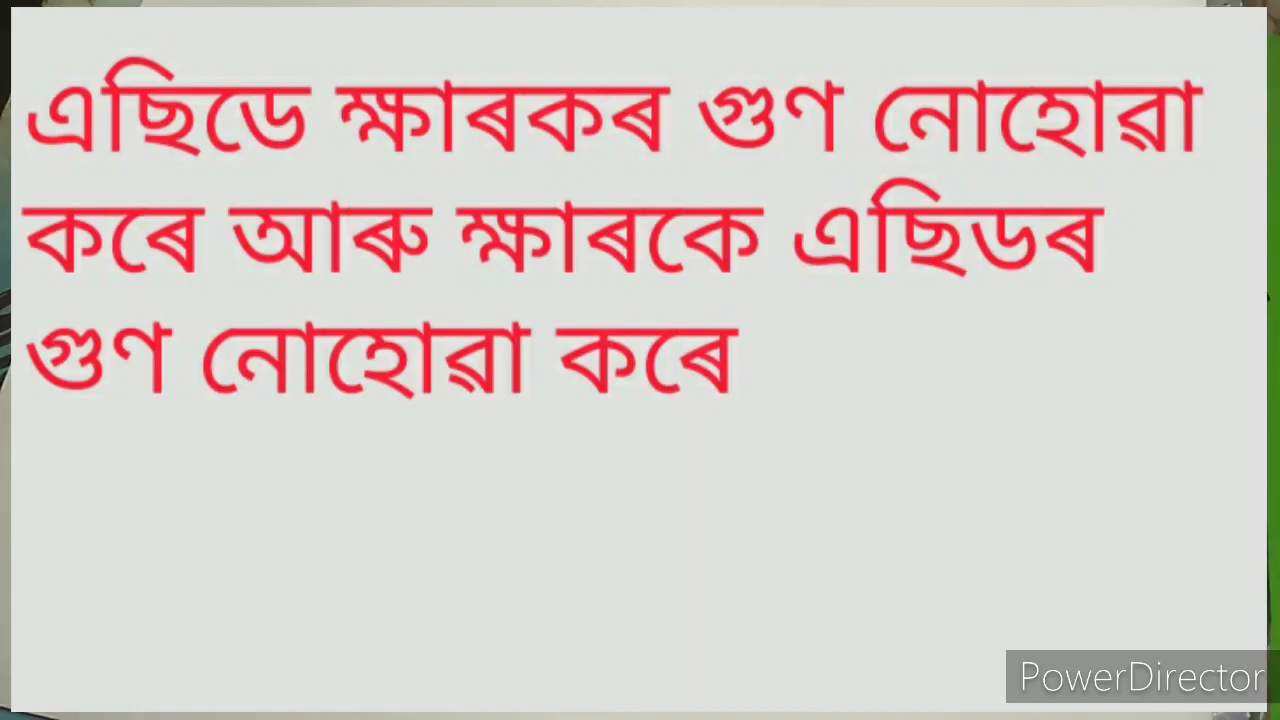 এছিডে ক্ষাৰকৰ গুণ নোহোৱা
কৰে আৰু ক্ষাৰকে এছিডৰ
গুণ নোহোৱা কৰে
PowerDirector